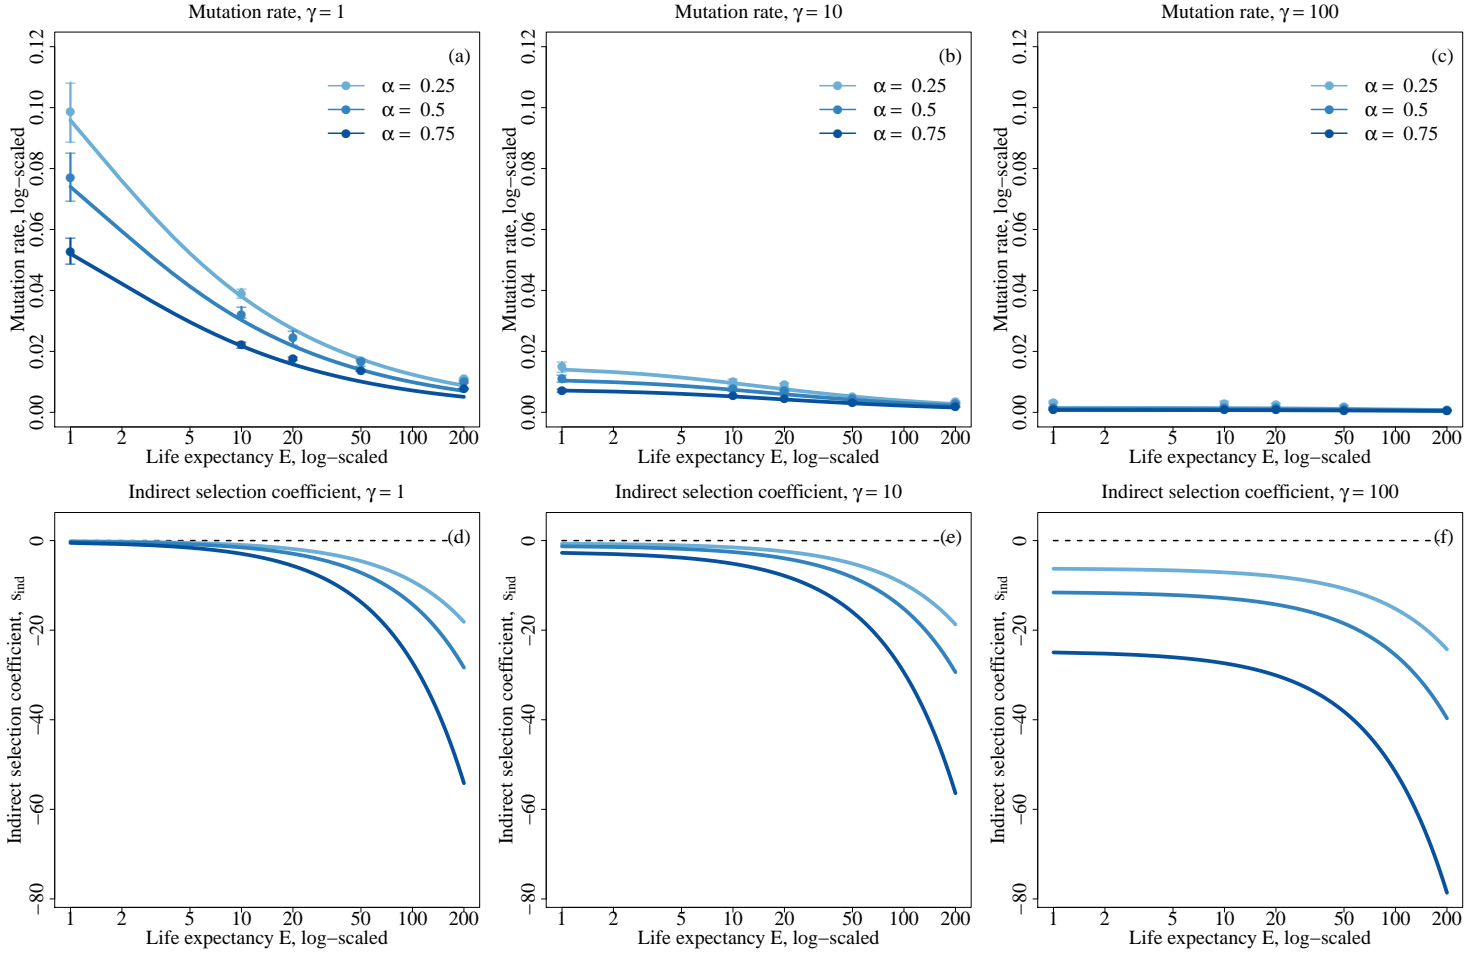 Mutation rate, γ = 1
(a)
α = 0.25
α = 0.5
α = 0.75
Mutation rate, log−scaled
0.12
0.10
0.08
0.06
0.04
0.02
0.00
1 2 5 10 20 50 100 200
Life expectancy E, log−scaled
Mutation rate, γ = 10
(b)
α = 0.25
α = 0.5
α = 0.75
Mutation rate, log−scaled
0.12
0.10
0.08
0.06
0.04
0.02
0.00
1 2 5 10 20 50 100 200
Life expectancy E, log−scaled
Mutation rate, γ = 100
(c)
α = 0.25
α = 0.5
α = 0.75
Mutation rate, log−scaled
0.12
0.10
0.08
0.06
0.04
0.02
0.00
1 2 5 10 20 50 100 200
Life expectancy E, log−scaled
Indirect selection coefficient, γ = 1
(d)
Indirect selection coefficient, s_ind
0
−20
−40
−60
−80
1 2 5 10 20 50 100 200
Life expectancy E, log−scaled
Indirect selection coefficient, γ = 10
(e)
Indirect selection coefficient, s_ind
0
−20
−40
−60
−80
1 2 5 10 20 50 100 200
Life expectancy E, log−scaled
Indirect selection coefficient, γ = 100
(f)
Indirect selection coefficient, s_ind
0
−20
−40
−60
−80
1 2 5 10 20 50 100 200
Life expectancy E, log−scaled